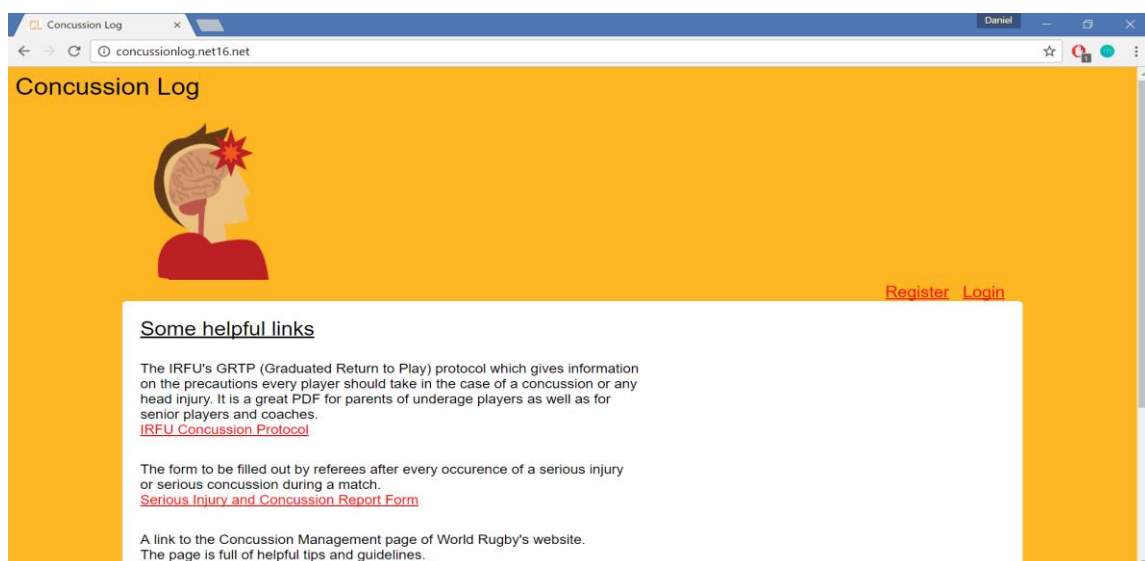 CL Concussion Log
Daniel
concussionlog.net16.net
1
Concussion Log
Register Login
Some helpful links
The IRFU's GRTP (Graduated Return to Play) protocol which gives information
on the precautions every player should take in the case of a concussion or any
head injury. It is a great PDF for parents of underage players as well as for
senior players and coaches.
IRFU Concussion Protocol
The form to be filled out by referees after every occurence of a serious injury
or serious concussion during a match.
Serious Injury and Concussion Report Form
A link to the Concussion Management page of World Rugby's website.
The page is full of helpful tips and guidelines.